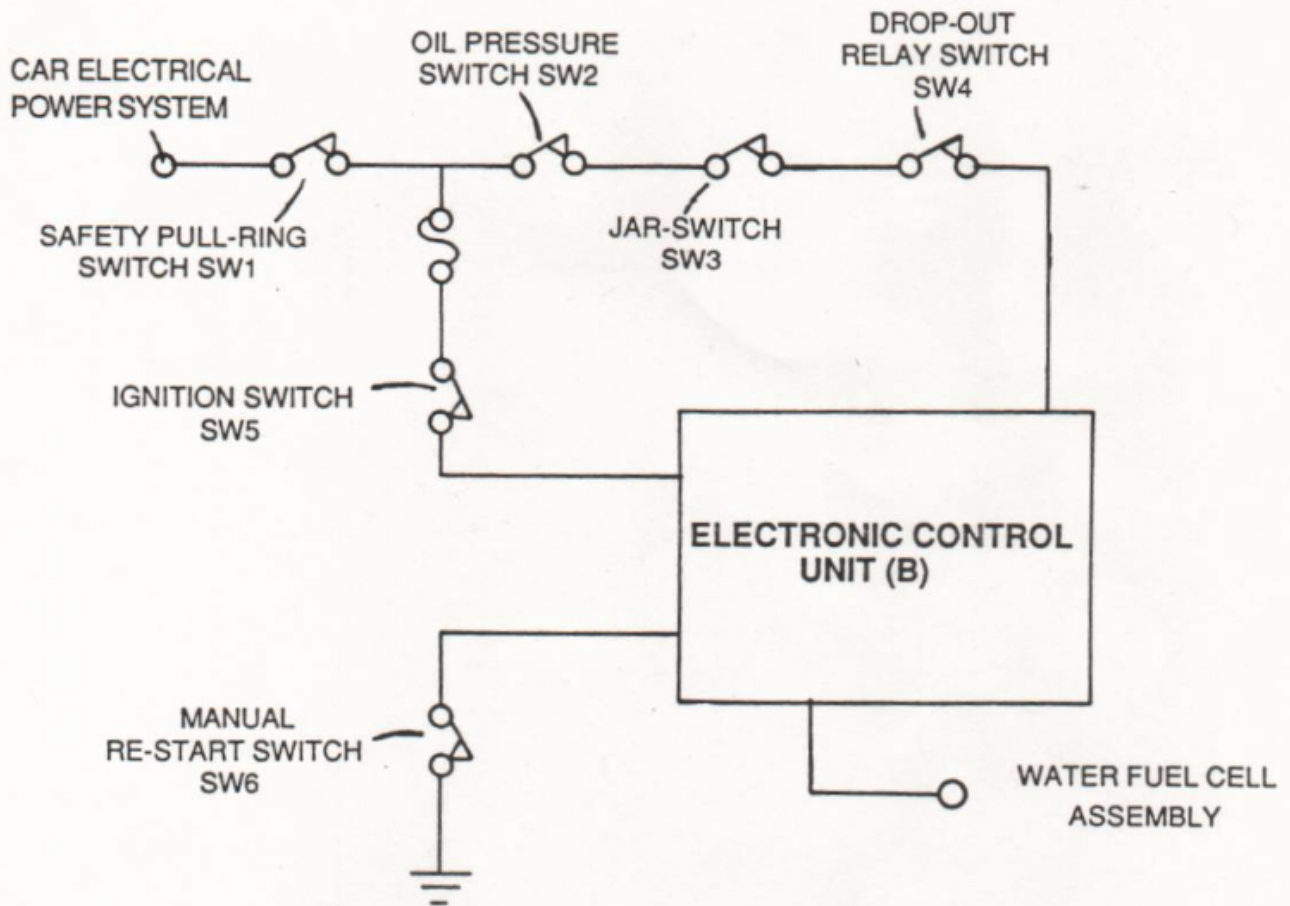 CAR ELECTRICAL
POWER SYSTEM
OIL PRESSURE
SWITCH SW2
DROP-OUT
RELAY SWITCH
SW4
SAFETY PULL-RING
SWITCH SW1
JAR-SWITCH
SW3
IGNITION SWITCH
SW5
ELECTRONIC CONTROL
UNIT (B)
MANUAL
RE-START SWITCH
SW6
WATER FUEL CELL
ASSEMBLY